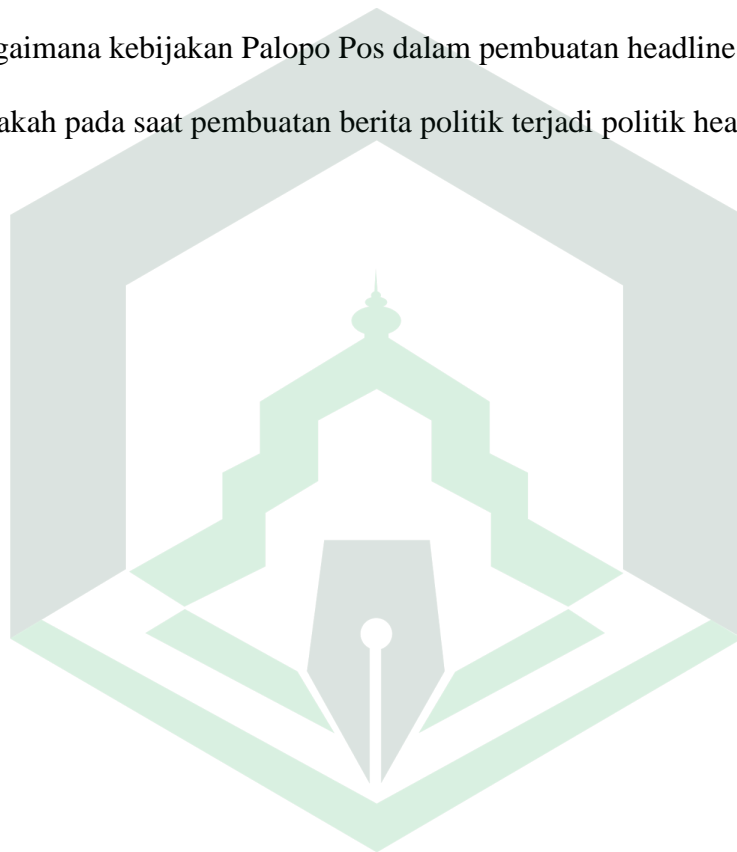 gaimana kebijakan Palopo Pos dalam pembuatan headline
akah pada saat pembuatan berita politik terjadi politik hea